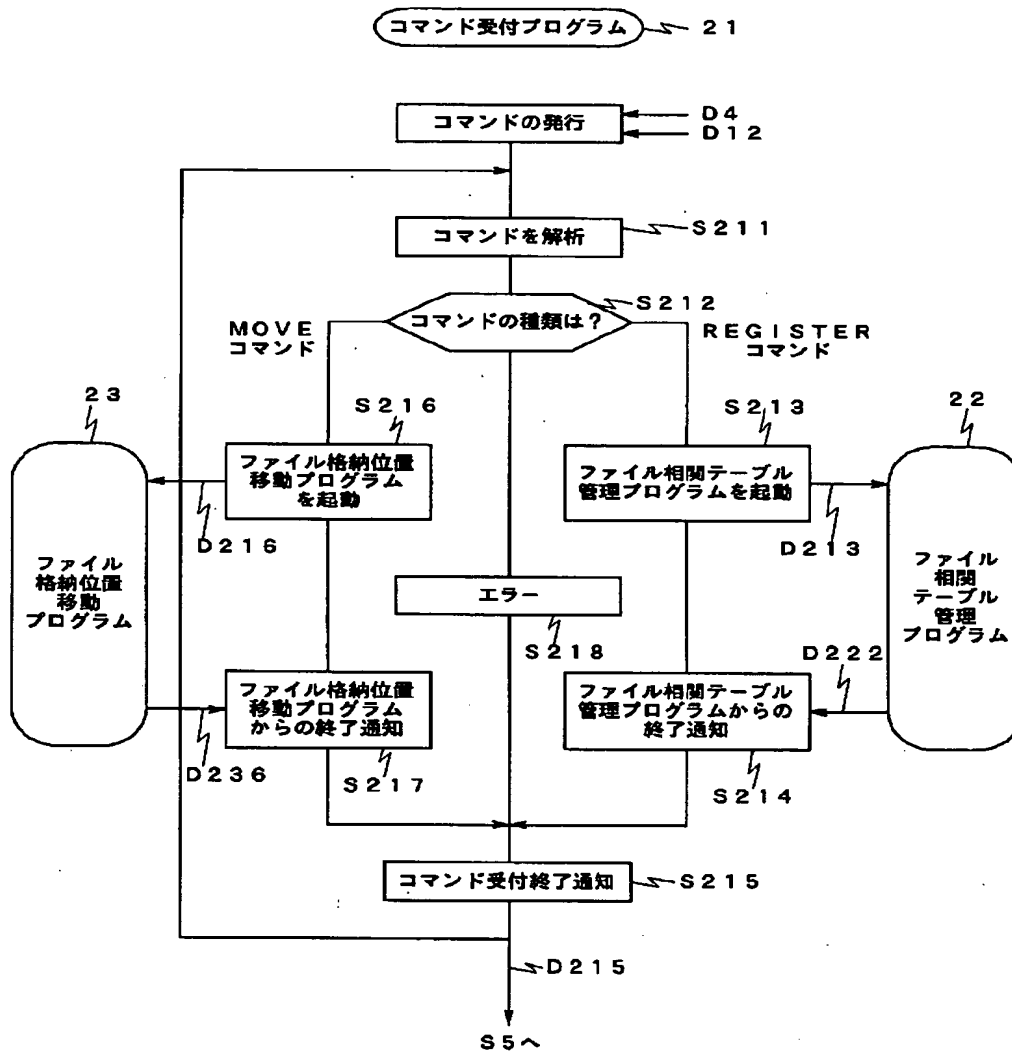 コマンド受付プログラム
21
コマンドの発行
D4
D12
コマンドを解析
S211
コマンドの種類は?
S212
MOVE
コマンド
REGISTER
コマンド
23
S216
S213
22
ファイル格納位置
移動プログラム
を起動
ファイル相関テーブル
管理プログラムを起動
D216
D213
ファイル
格納位置
移動
プログラム
エラー
S218
ファイル
相関
テーブル
管理
プログラム
D222
ファイル格納位置
移動プログラム
からの終了通知
ファイル相関テーブル
管理プログラムからの
終了通知
D236
S217
S214
コマンド受付終了通知
S215
D215
S5へ